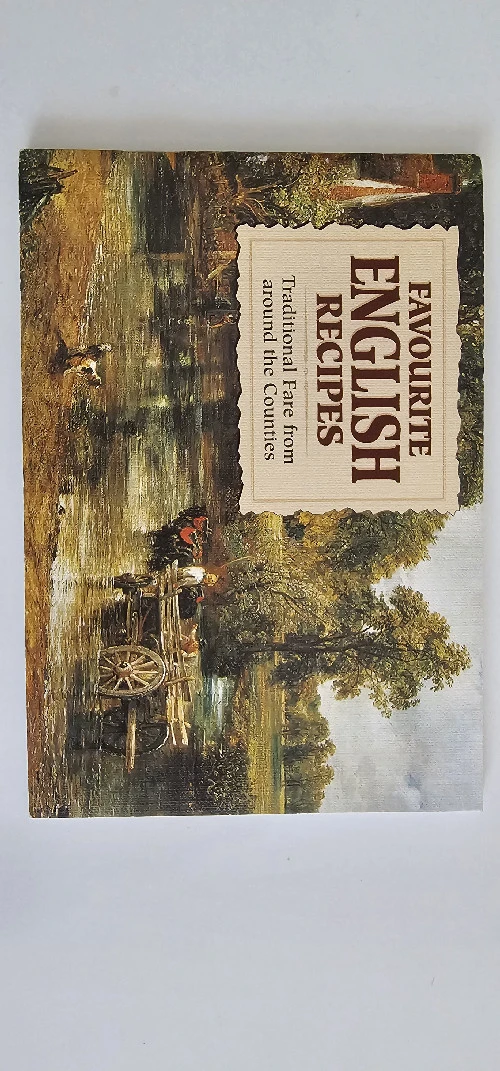 FAVOURITE
ENGLISH
RECIPES
Traditional Fare from
around the Counties